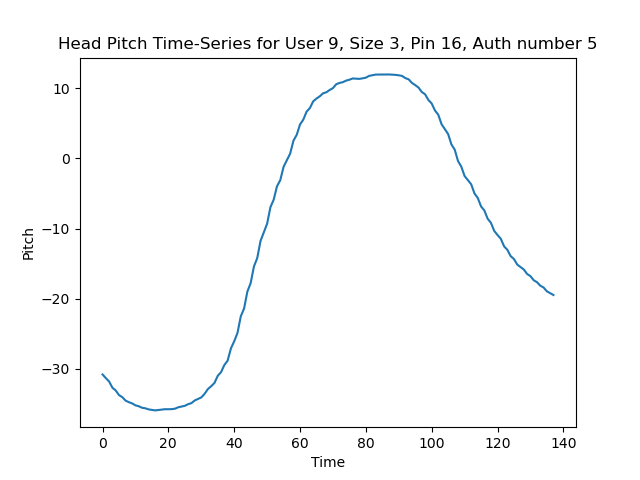 Head Pitch Time-Series for User 9, Size 3, Pin 16, Auth number 5
10
0
−10
−20
−30
Pitch
0 20 40 60 80 100 120 140
Time